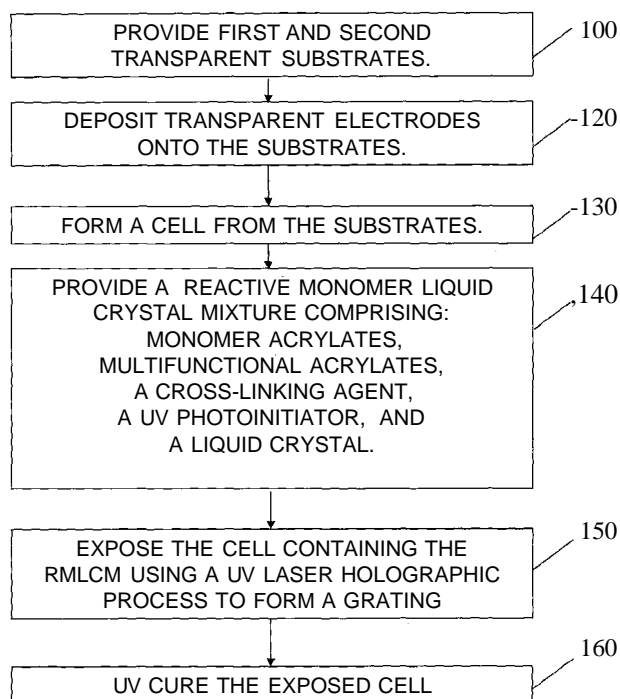 PROVIDE FIRST AND SECOND
TRANSPARENT SUBSTRATES.
100
DEPOSIT TRANSPARENT ELECTRODES
ONTO THE SUBSTRATES.
-120
FORM A CELL FROM THE SUBSTRATES.
-130
PROVIDE A REACTIVE MONOMER LIQUID
CRYSTAL MIXTURE COMPRISING:
MONOMER ACRYLATES,
MULTIFUNCTIONAL ACRYLATES,
A CROSS-LINKING AGENT,
A UV PHOTOINITIATOR, AND
A LIQUID CRYSTAL.
,140
EXPOSE THE CELL CONTAINING THE
RMLCM USING A UV LASER HOLOGRAPHIC
PROCESS TO FORM A GRATING
150
UV CURE THE EXPOSED CELL
160